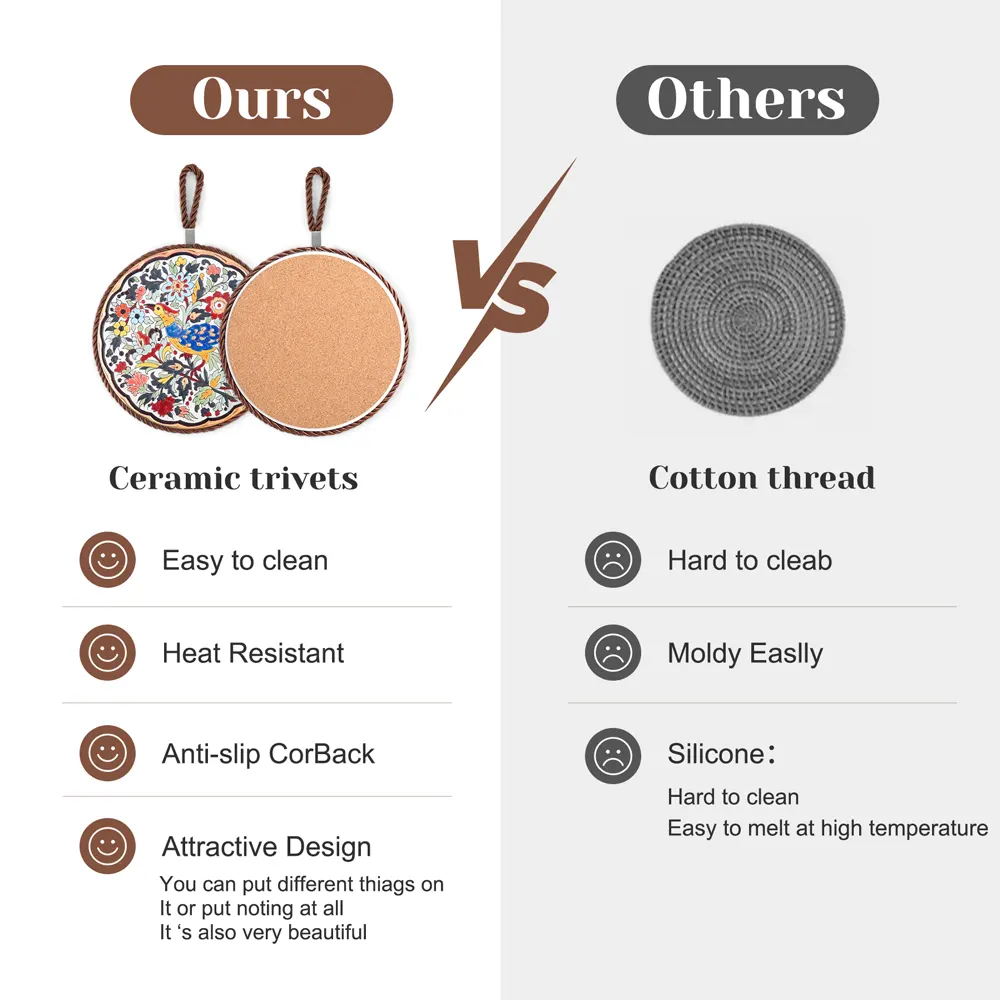 Ours
Others
VS
Ceramic trivets
Cotton thread
Easy to clean
Hard to cleab
Heat Resistant
Moldy Easlly
Anti-slip CorBack
Silicone：
Hard to clean
Easy to melt at high temperature
Attractive Design
You can put different thiags on
It or put noting at all
It ‘s also very beautiful